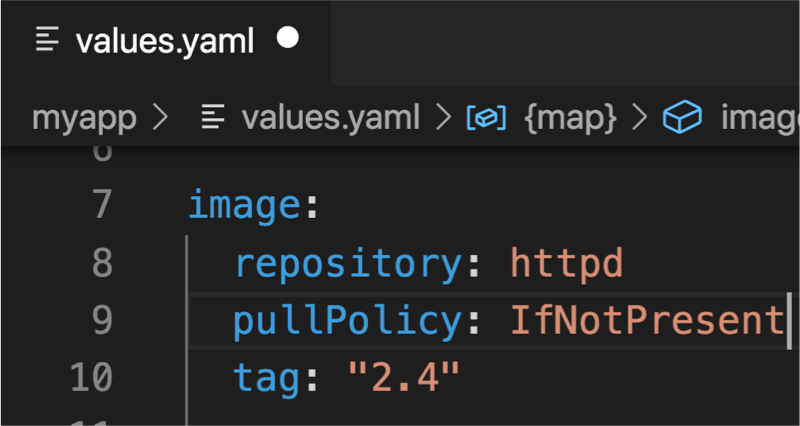 values.yaml
myapp > values.yaml > {map} > image
6
7 image:
8 repository: httpd
9 pullPolicy: IfNotPresent
10 tag: "2.4"
11